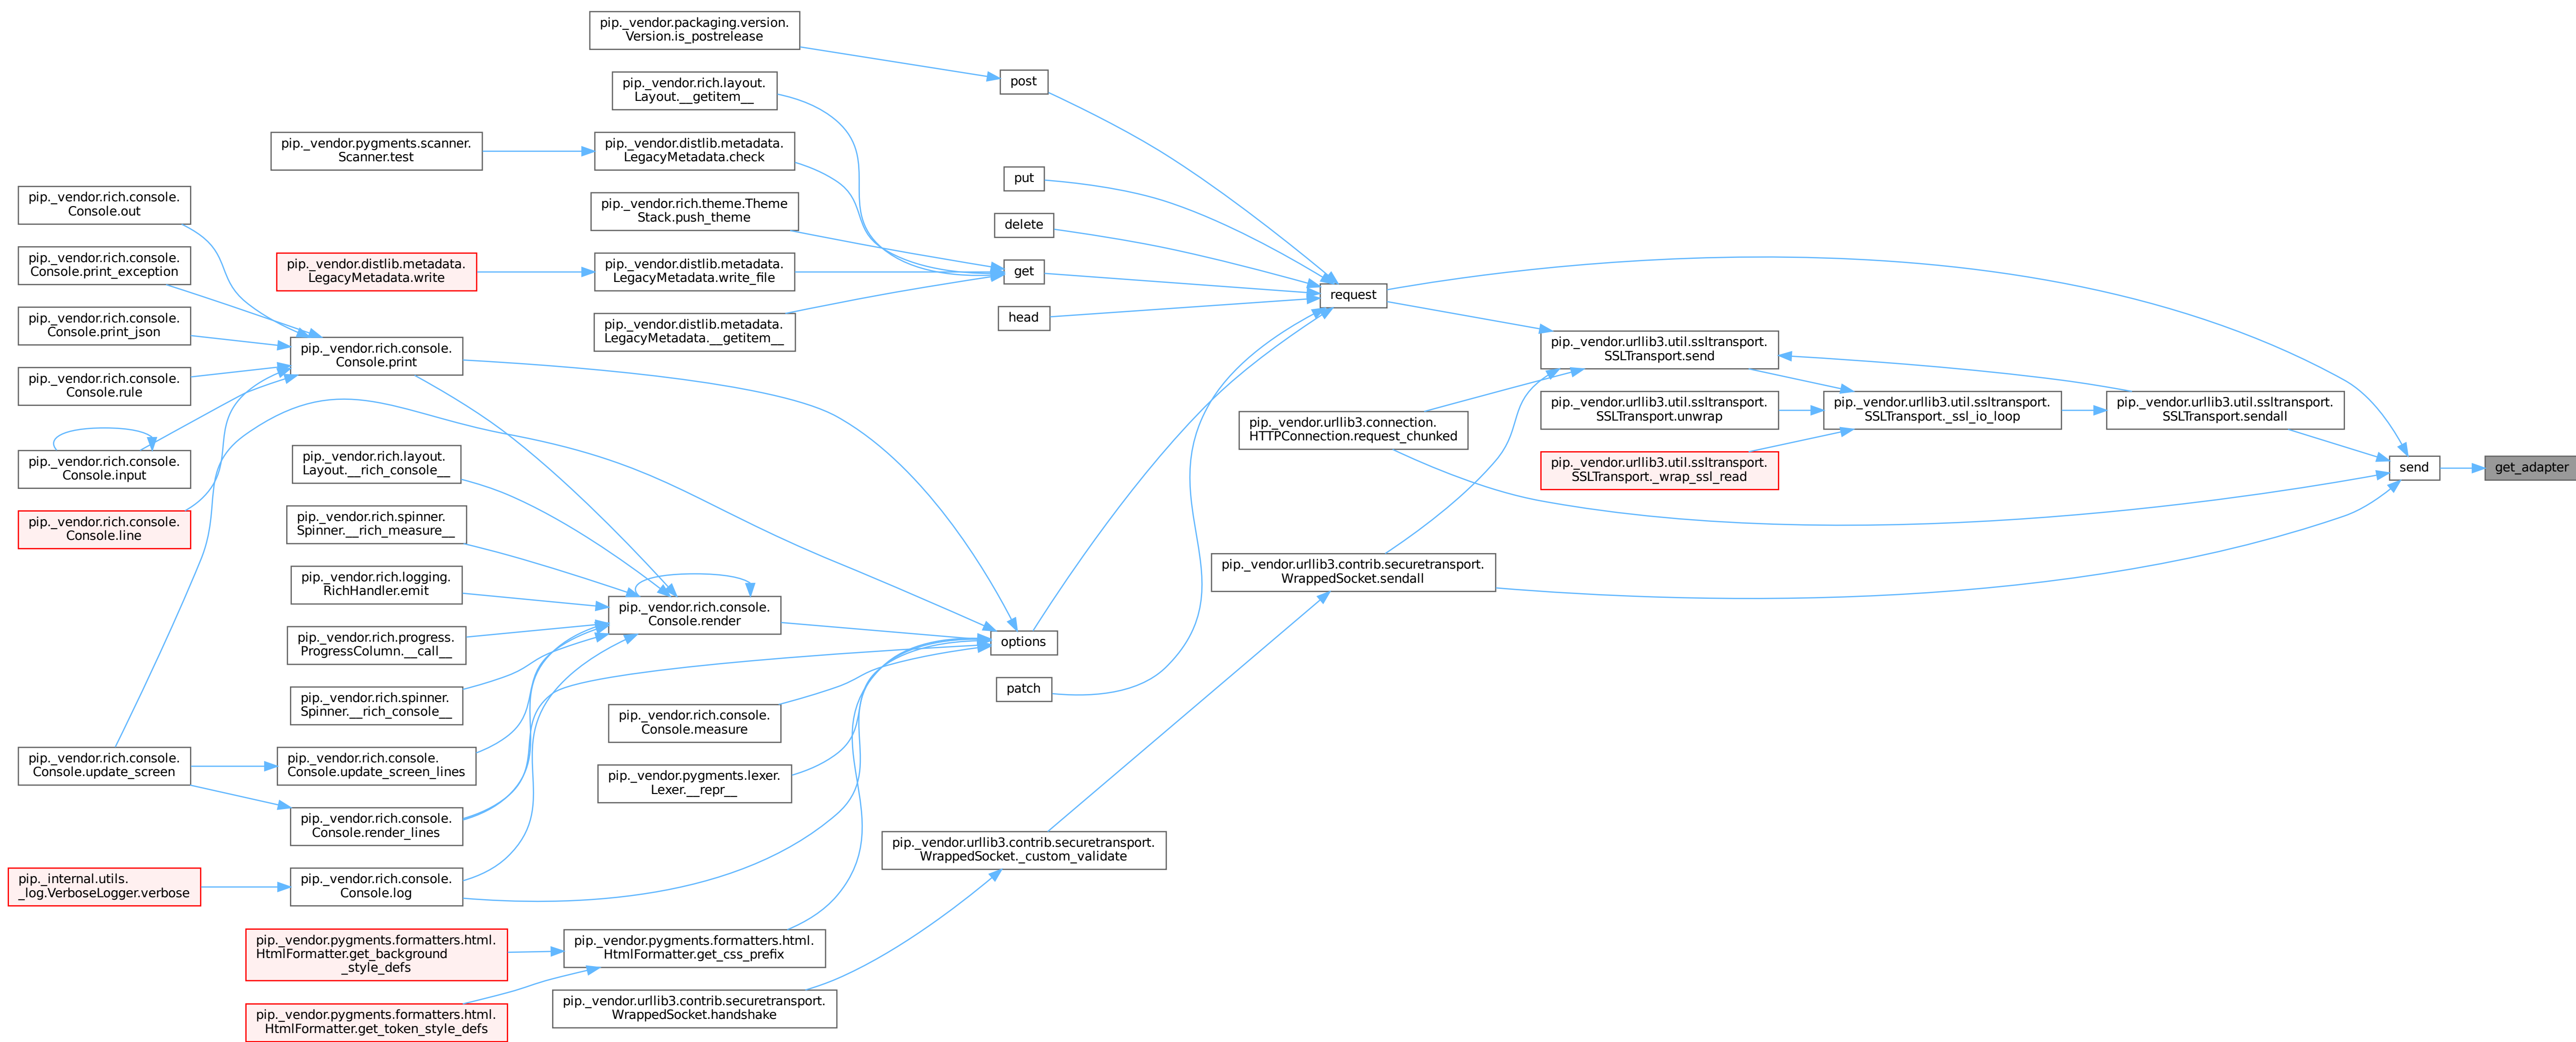 pip._vendor.packaging.version.
Version.is_postrelease
post
pip._vendor.rich.layout.
Layout.__getitem__
pip._vendor.pygments.scanner.
Scanner.test
pip._vendor.distlib.metadata.
LegacyMetadata.check
put
pip._vendor.rich.console.
Console.out
pip._vendor.rich.theme.Theme
Stack.push_theme
delete
pip._vendor.rich.console.
Console.print_exception
pip._vendor.distlib.metadata.
LegacyMetadata.write
pip._vendor.distlib.metadata.
LegacyMetadata.write_file
get
request
pip._vendor.rich.console.
Console.print_json
pip._vendor.distlib.metadata.
LegacyMetadata.__getitem__
head
pip._vendor.rich.console.
Console.print
pip._vendor.urllib3.util.ssltransport.
SSLTransport.send
pip._vendor.rich.console.
Console.rule
pip._vendor.urllib3.connection.
HTTPConnection.request_chunked
pip._vendor.urllib3.util.ssltransport.
SSLTransport.unwrap
pip._vendor.urllib3.util.ssltransport.
SSLTransport._ssl_io_loop
pip._vendor.urllib3.util.ssltransport.
SSLTransport.sendall
pip._vendor.rich.console.
Console.input
pip._vendor.rich.layout.
Layout.__rich_console__
pip._vendor.urllib3.util.ssltransport.
SSLTransport._wrap_ssl_read
send
get_adapter
pip._vendor.rich.console.
Console.line
pip._vendor.rich.spinner.
Spinner.__rich_measure__
pip._vendor.rich.logging.
RichHandler.emit
pip._vendor.urllib3.contrib.securetransport.
WrappedSocket.sendall
pip._vendor.rich.console.
Console.render
pip._vendor.rich.progress.
ProgressColumn.__call__
options
pip._vendor.rich.spinner.
Spinner.__rich_console__
patch
pip._vendor.rich.console.
Console.measure
pip._vendor.rich.console.
Console.update_screen
pip._vendor.rich.console.
Console.update_screen_lines
pip._vendor.pygments.lexer.
Lexer.__repr__
pip._vendor.rich.console.
Console.render_lines
pip._vendor.urllib3.contrib.securetransport.
WrappedSocket._custom_validate
pip._internal.utils.
_log.VerboseLogger.verbose
pip._vendor.rich.console.
Console.log
pip._vendor.pygments.formatters.html.
HtmlFormatter.get_background
_style_defs
pip._vendor.pygments.formatters.html.
HtmlFormatter.get_css_prefix
pip._vendor.pygments.formatters.html.
HtmlFormatter.get_token_style_defs
pip._vendor.urllib3.contrib.securetransport.
WrappedSocket.handshake